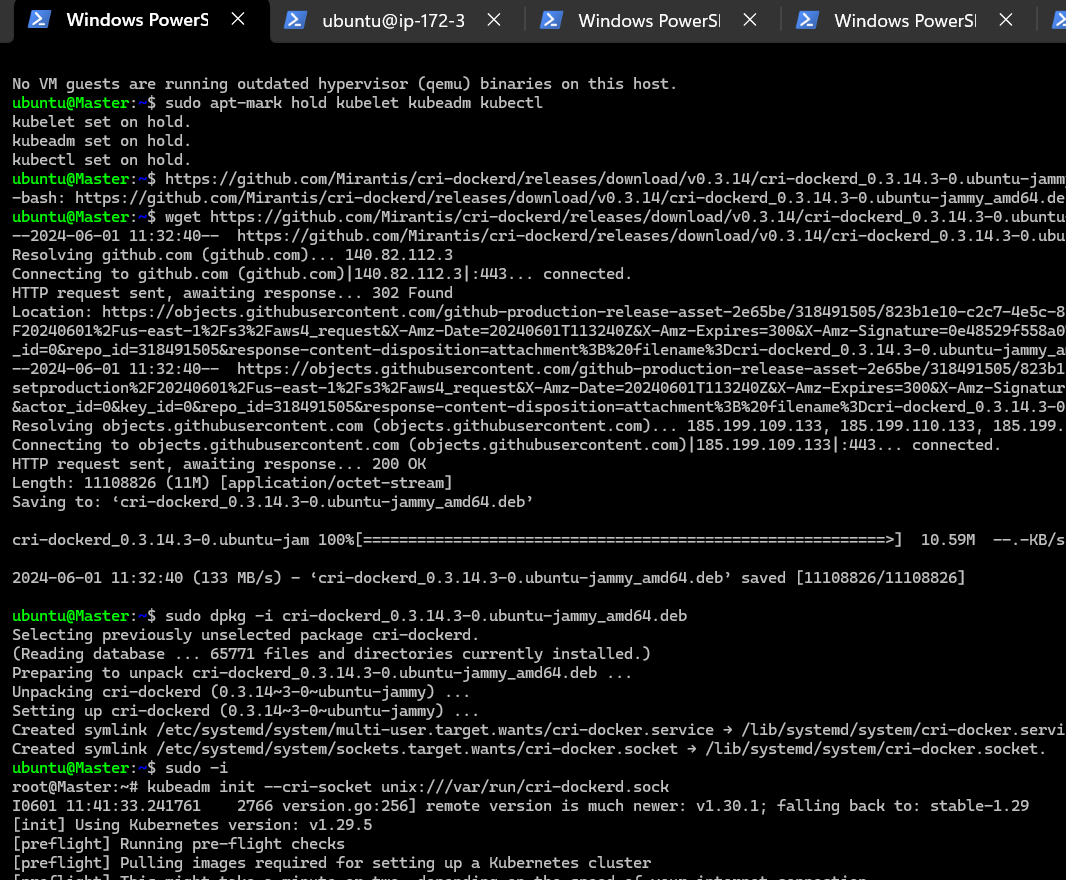 Windows PowerS
ubuntu@ip-172-3
Windows PowerS
Windows PowerS
No VM guests are running outdated hypervisor (qemu) binaries on this host.
ubuntu@Master:~$ sudo apt-mark hold kubelet kubeadm kubectl
kubelet set on hold.
kubeadm set on hold.
kubectl set on hold.
ubuntu@Master:~$ https://github.com/Mirantis/cri-dockerd/releases/download/v0.3.14/cri-dockerd_0.3.14.3-0.ubuntu-jammy
-bash: https://github.com/Mirantis/cri-dockerd/releases/download/v0.3.14/cri-dockerd_0.3.14.3-0.ubuntu-jammy_amd64.de
ubuntu@Master:~$ wget https://github.com/Mirantis/cri-dockerd/releases/download/v0.3.14/cri-dockerd_0.3.14.3-0.ubuntu-
--2024-06-01 11:32:40--  https://github.com/Mirantis/cri-dockerd/releases/download/v0.3.14/cri-dockerd_0.3.14.3-0.ubu
Resolving github.com (github.com)... 140.82.112.3
Connecting to github.com (github.com)|140.82.112.3|:443... connected.
HTTP request sent, awaiting response... 302 Found
Location: https://objects.githubusercontent.com/github-production-release-asset-2e65be/318491505/823b1e10-c2c7-4e5c-8
F20240601%2Fus-east-1%2Fs3%2Faws4_request&X-Amz-Date=20240601T113240Z&X-Amz-Expires=300&X-Amz-Signature=0e48529f558a0
_id=0&repo_id=318491505&response-content-disposition=attachment%3B%20filename%3Dcri-dockerd_0.3.14.3-0.ubuntu-jammy_a
--2024-06-01 11:32:40--  https://objects.githubusercontent.com/github-production-release-asset-2e65be/318491505/823b1
setproduction%2F20240601%2Fus-east-1%2Fs3%2Faws4_request&X-Amz-Date=20240601T113240Z&X-Amz-Expires=300&X-Amz-Signatur
&actor_id=0&key_id=0&repo_id=318491505&response-content-disposition=attachment%3B%20filename%3Dcri-dockerd_0.3.14.3-0
Resolving objects.githubusercontent.com (objects.githubusercontent.com)... 185.199.109.133, 185.199.110.133, 185.199.
Connecting to objects.githubusercontent.com (objects.githubusercontent.com)|185.199.109.133|:443... connected.
HTTP request sent, awaiting response... 200 OK
Length: 11108826 (11M) [application/octet-stream]
Saving to: ‘cri-dockerd_0.3.14.3-0.ubuntu-jammy_amd64.deb’
cri-dockerd_0.3.14.3-0.ubuntu-jam 100%[==========================================================>]  10.59M  --.-KB/s
2024-06-01 11:32:40 (133 MB/s) - ‘cri-dockerd_0.3.14.3-0.ubuntu-jammy_amd64.deb’ saved [11108826/11108826]
ubuntu@Master:~$ sudo dpkg -i cri-dockerd_0.3.14.3-0.ubuntu-jammy_amd64.deb
Selecting previously unselected package cri-dockerd.
(Reading database ... 65771 files and directories currently installed.)
Preparing to unpack cri-dockerd_0.3.14.3-0.ubuntu-jammy_amd64.deb ...
Unpacking cri-dockerd (0.3.14~3-0~ubuntu-jammy) ...
Setting up cri-dockerd (0.3.14~3-0~ubuntu-jammy) ...
Created symlink /etc/systemd/system/multi-user.target.wants/cri-docker.service → /lib/systemd/system/cri-docker.servi
Created symlink /etc/systemd/system/sockets.target.wants/cri-docker.socket → /lib/systemd/system/cri-docker.socket.
ubuntu@Master:~$ sudo -i
root@Master:~# kubeadm init --cri-socket unix:///var/run/cri-dockerd.sock
I0601 11:41:33.241761    2766 version.go:256] remote version is much newer: v1.30.1; falling back to: stable-1.29
[init] Using Kubernetes version: v1.29.5
[preflight] Running pre-flight checks
[preflight] Pulling images required for setting up a Kubernetes cluster
[preflight] This might take a minute or two, depending on the speed of your internet connection